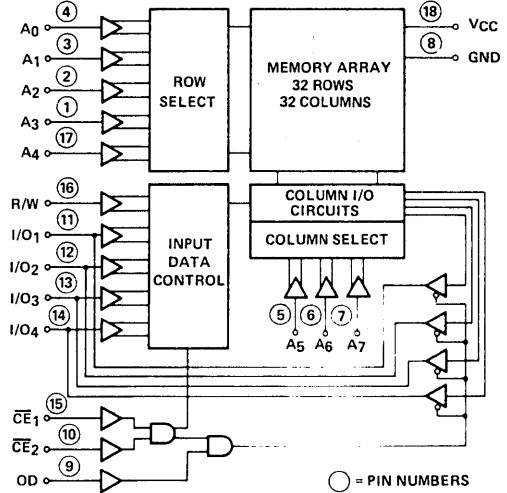 4
A0
3
A1
2
A2
1
A3
17
A4
ROW
SELECT
MEMORY ARRAY
32 ROWS
32 COLUMNS
18
VCC
8
GND
16
R/W
11
I/O1
12
I/O2
13
I/O3
14
I/O4
INPUT
DATA
CONTROL
COLUMN I/O
CIRCUITS
COLUMN SELECT
5
6
7
A5
A6
A7
15
C̅E̅1
10
C̅E̅2
9
OD
= PIN NUMBERS